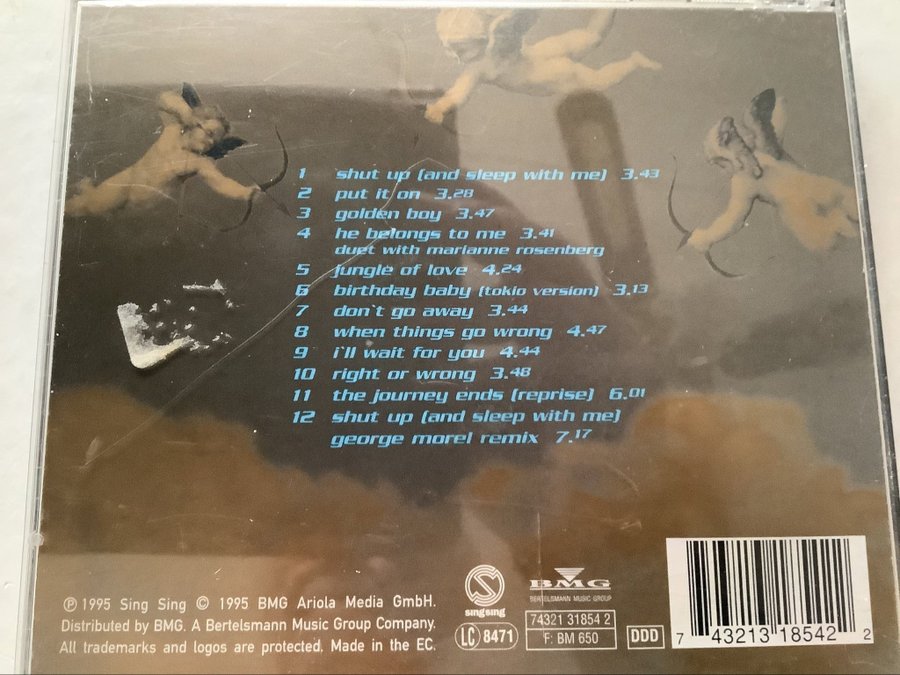 1 shut up (and sleep with me) 3.43
2 put it on 3.28
3 golden boy 3.47
4 he belongs to me 3.41
duet with marianne rosenberg
5 jungle of love 4.24
6 birthday baby (tokio version) 3.13
7 don't go away 3.44
8 when things go wrong 4.47
9 i'll wait for you 4.44
10 right or wrong 3.48
11 the journey ends (reprise) 6.01
12 shut up (and sleep with me)
george morel remix 7.17
℗ 1995 Sing Sing © 1995 BMG Ariola Media GmbH.
Distributed by BMG. A Bertelsmann Music Group Company.
All trademarks and logos are protected. Made in the EC.
singsing
LC 8471
BMG
BERTELSMANN MUSIC GROUP
74321 31854 2
F: BM 650
DDD
7 43213 18542 2